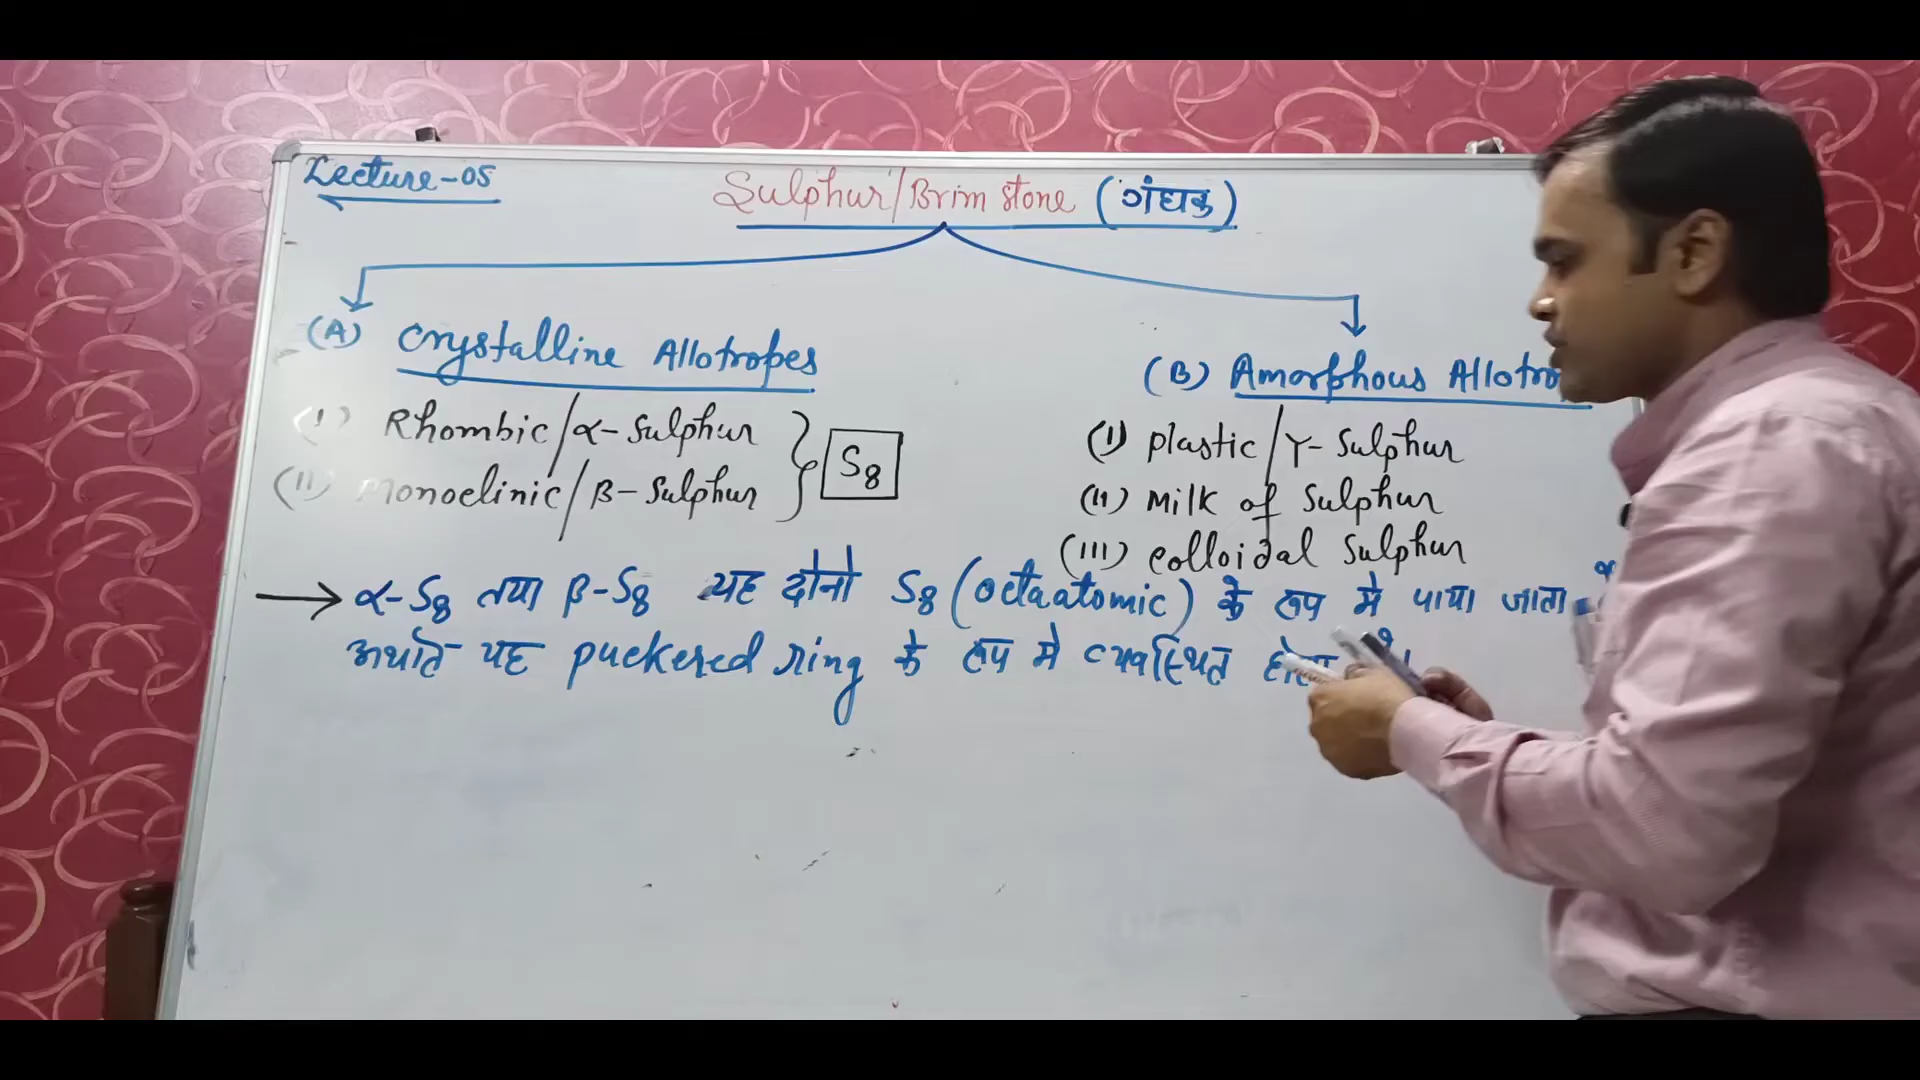 Lecture-05
Sulphur/Brim stone (गंधक)
(A) Crystalline Allotropes
(I) Rhombic/α-Sulphur
(II) Monoclinic/β-Sulphur
S8
(B) Amorphous
(I) plastic/γ-Sulphur
(II) Milk of Sulphur
(III) colloidal Sulphur
→ α-S8 तथा β-S8 यह दोनो S8 (octaatomic) के रूप मे पाया जाता
अर्थात यह puckered ring के रूप मे व्यवस्थित